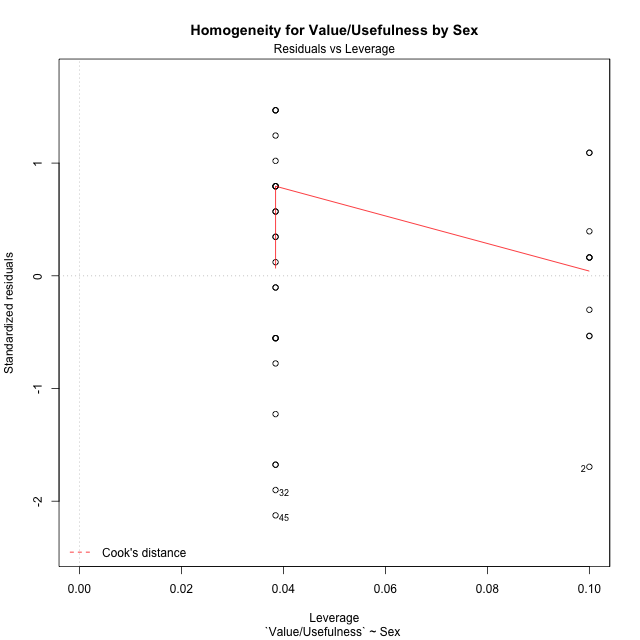 Homogeneity for Value/Usefulness by Sex
Residuals vs Leverage
Standardized residuals
1
0
-1
-2
32
45
2
Cook's distance
0.00 0.02 0.04 0.06 0.08 0.10
Leverage
`Value/Usefulness` ~ Sex